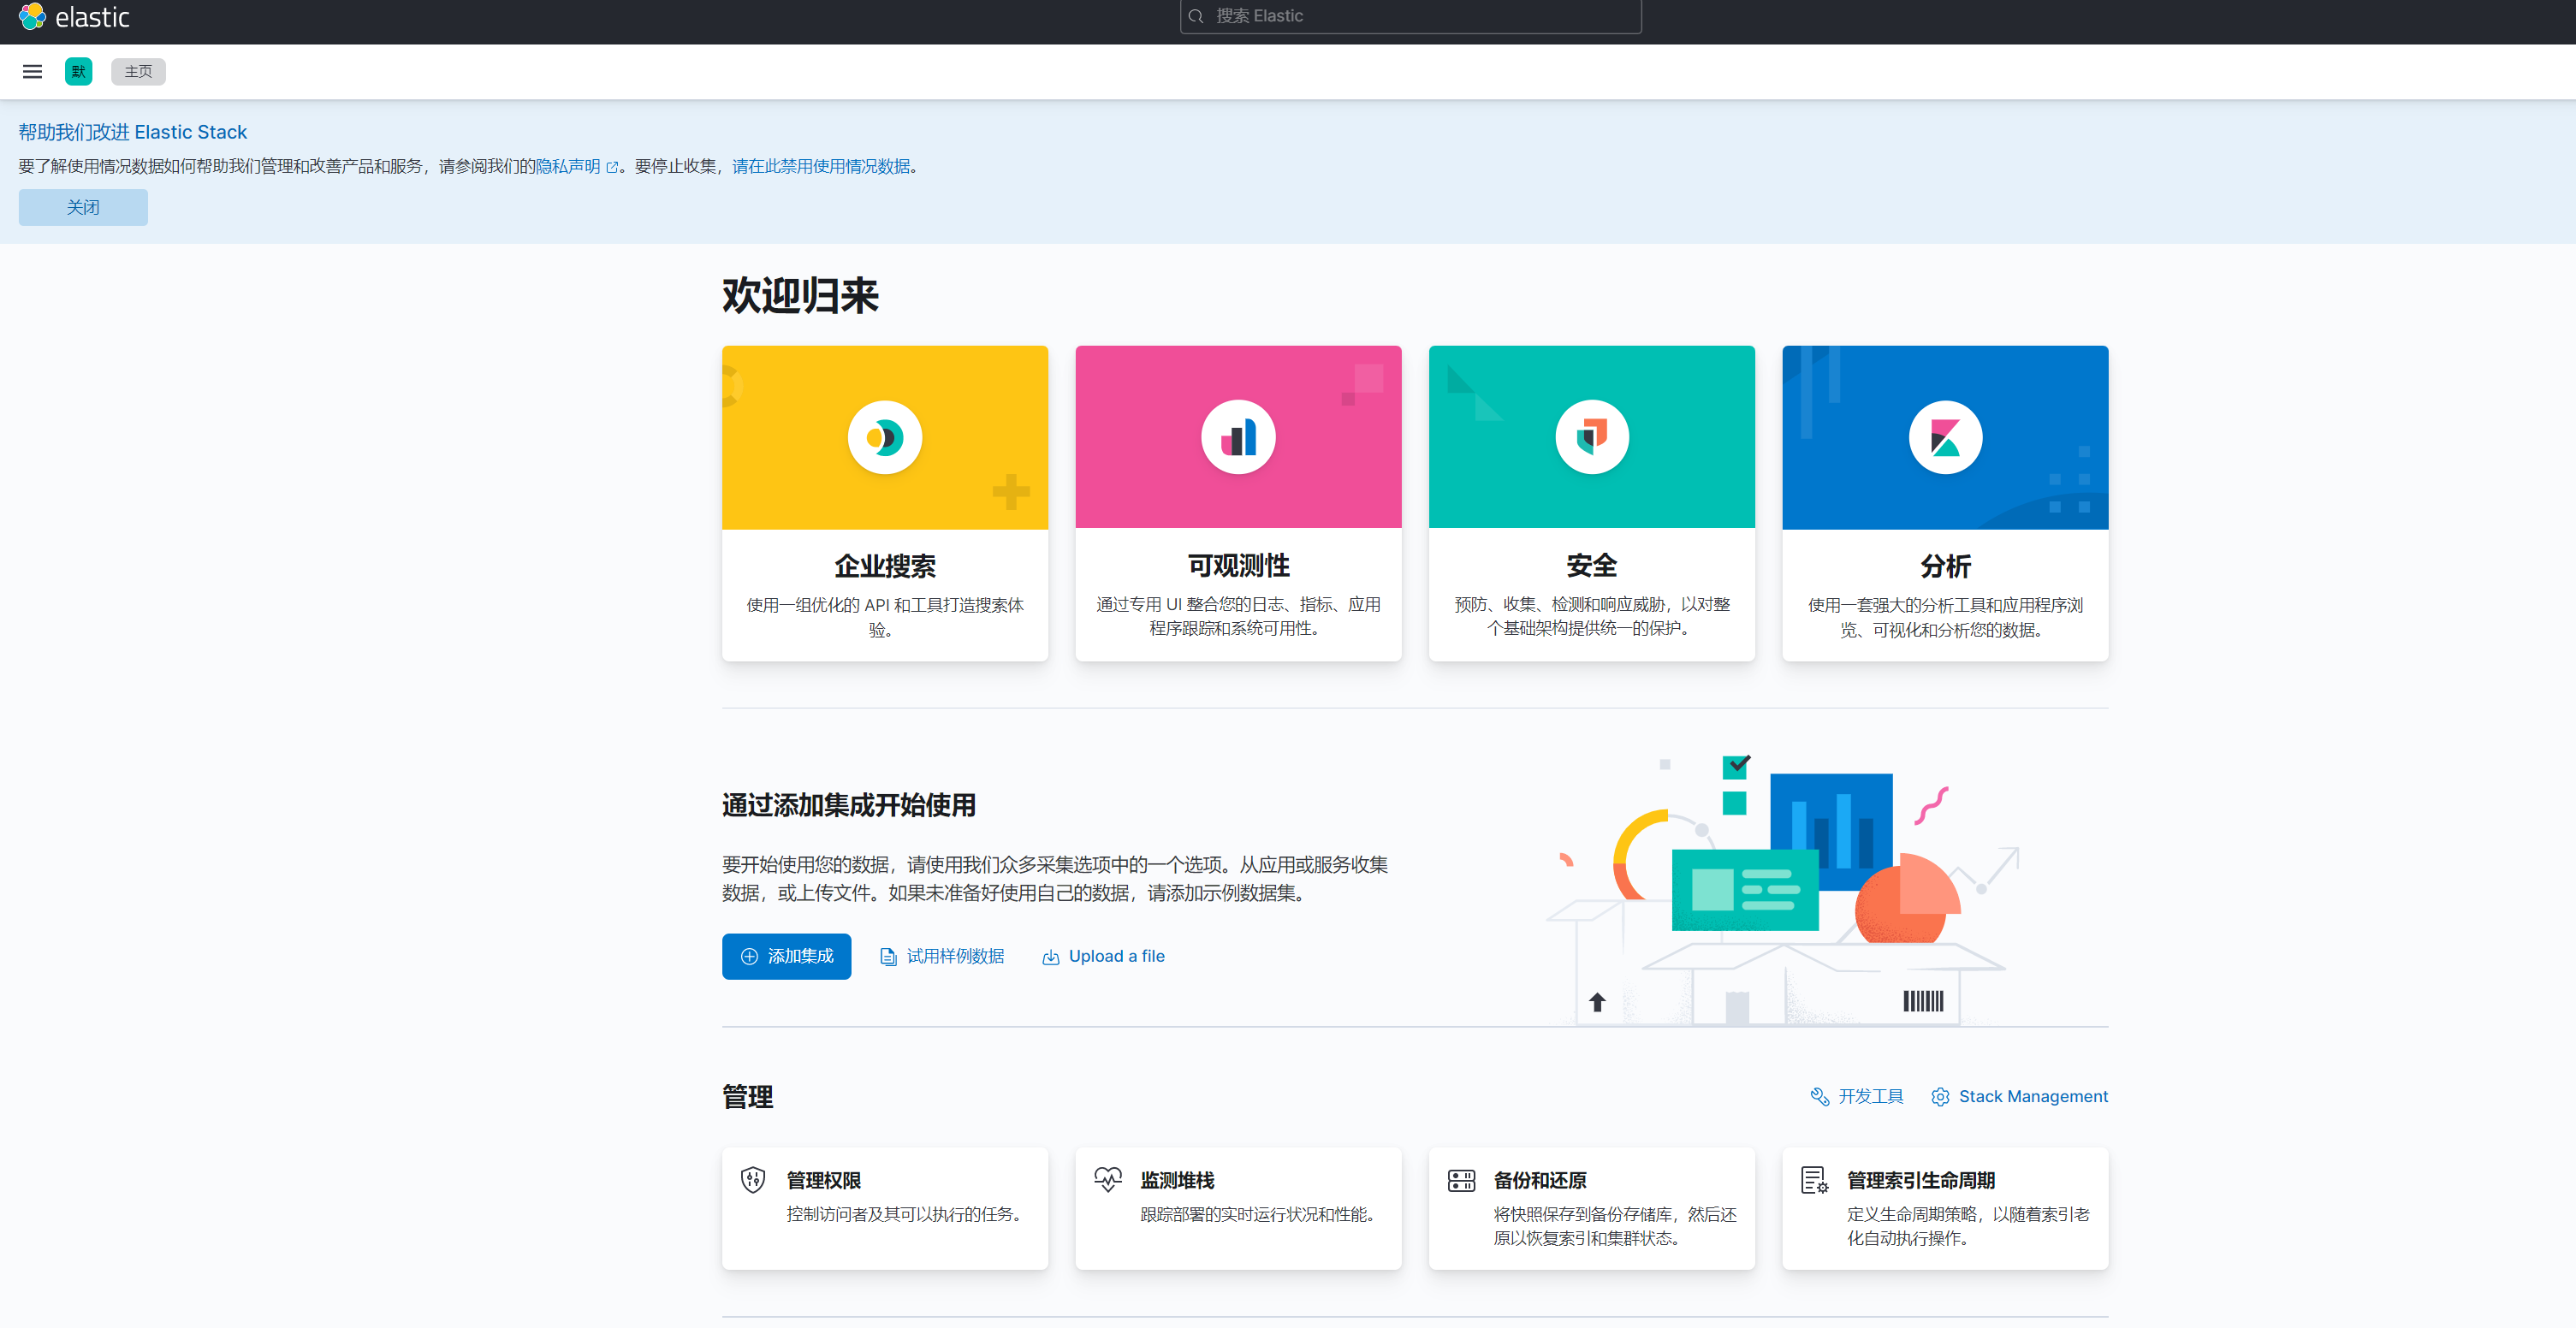 elastic
搜索 Elastic
默
主页
帮助我们改进 Elastic Stack
要了解使用情况数据如何帮助我们管理和改善产品和服务，请参阅我们的隐私声明。要停止收集，请在此禁用使用情况数据。
关闭
欢迎归来
企业搜索
使用一组优化的 API 和工具打造搜索体
验。
可观测性
通过专用 UI 整合您的日志、指标、应用
程序跟踪和系统可用性。
安全
预防、收集、检测和响应威胁，以对整
个基础架构提供统一的保护。
分析
使用一套强大的分析工具和应用程序浏
览、可视化和分析您的数据。
通过添加集成开始使用
要开始使用您的数据，请使用我们众多采集选项中的一个选项。从应用或服务收集
数据，或上传文件。如果未准备好使用自己的数据，请添加示例数据集。
添加集成
试用样例数据
Upload a file
管理
开发工具
Stack Management
管理权限
控制访问者及其可以执行的任务。
监测堆栈
跟踪部署的实时运行状况和性能。
备份和还原
将快照保存到备份存储库，然后还
原以恢复索引和集群状态。
管理索引生命周期
定义生命周期策略，以随着索引老
化自动执行操作。